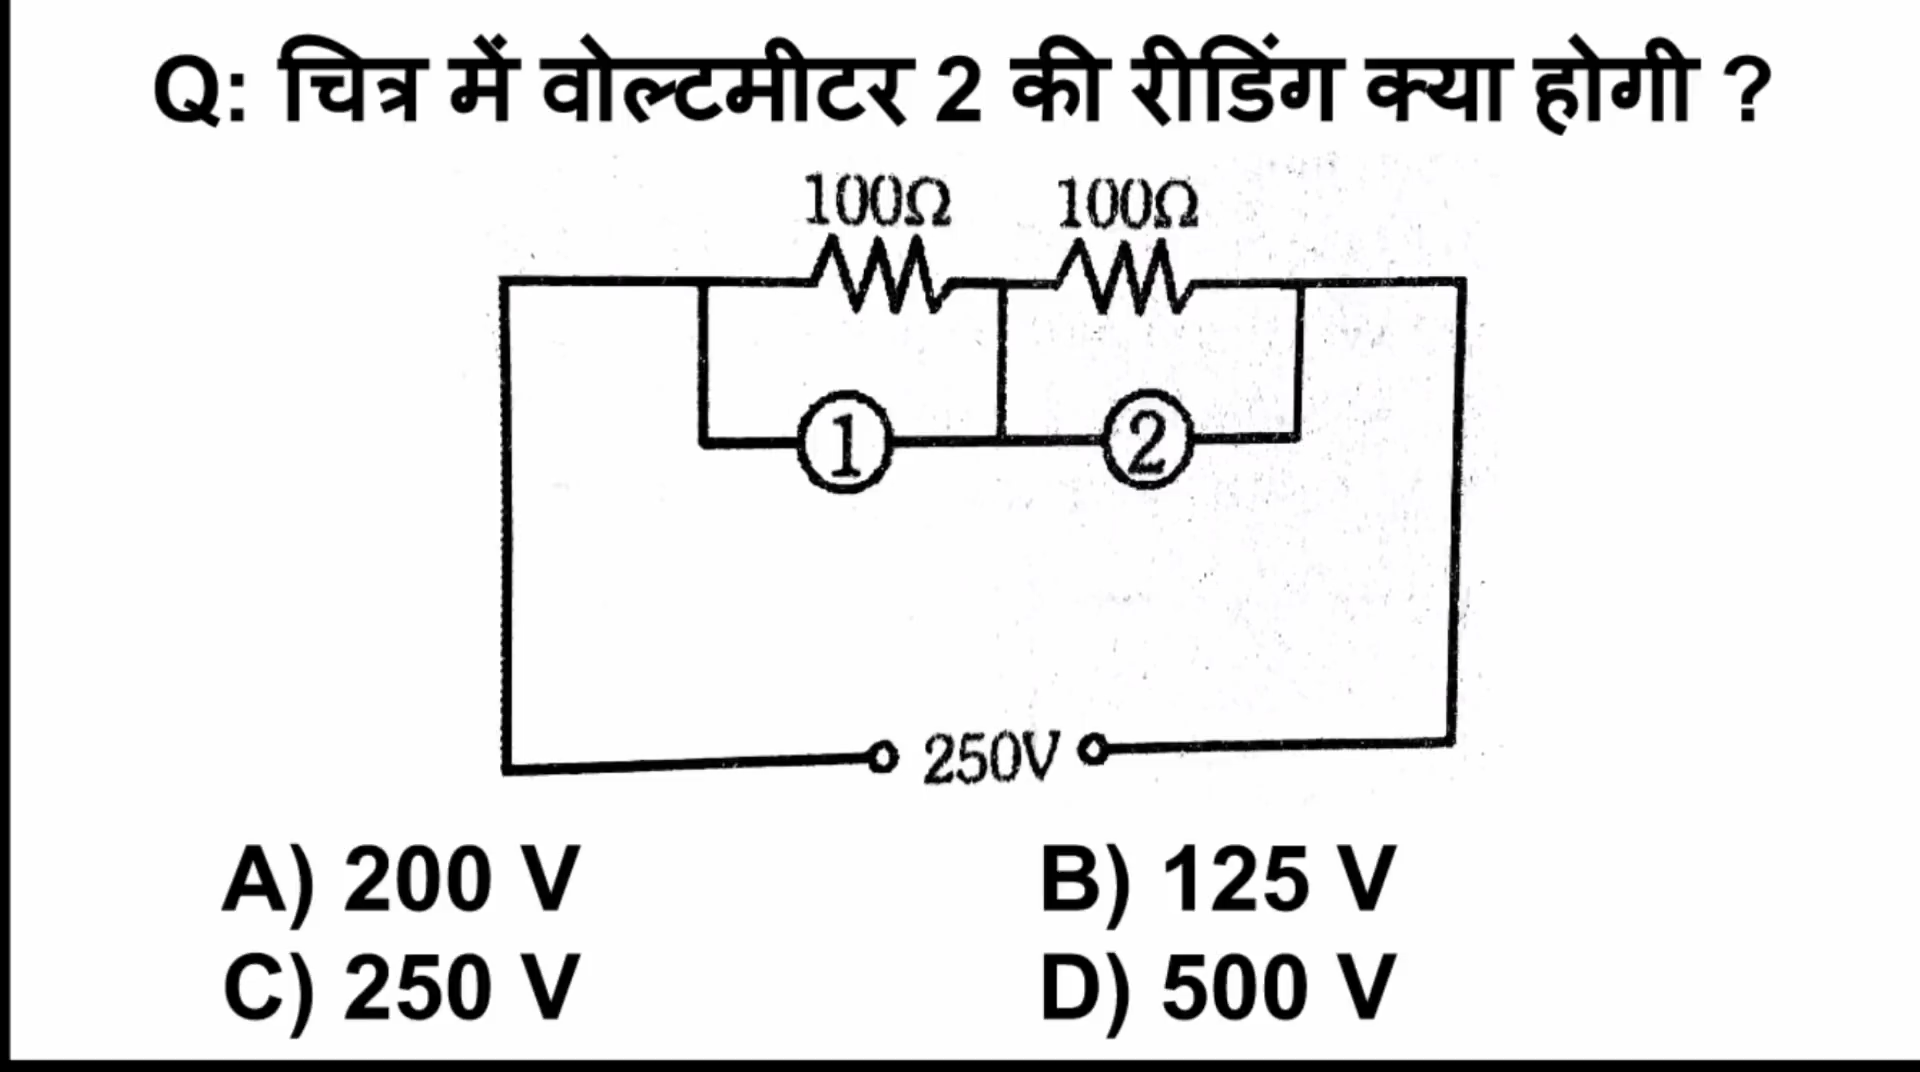 Q: चित्र में वोल्टमीटर 2 की रीडिंग क्या होगी ?
100Ω 100Ω
1 2
250V
A) 200 V B) 125 V
C) 250 V D) 500 V